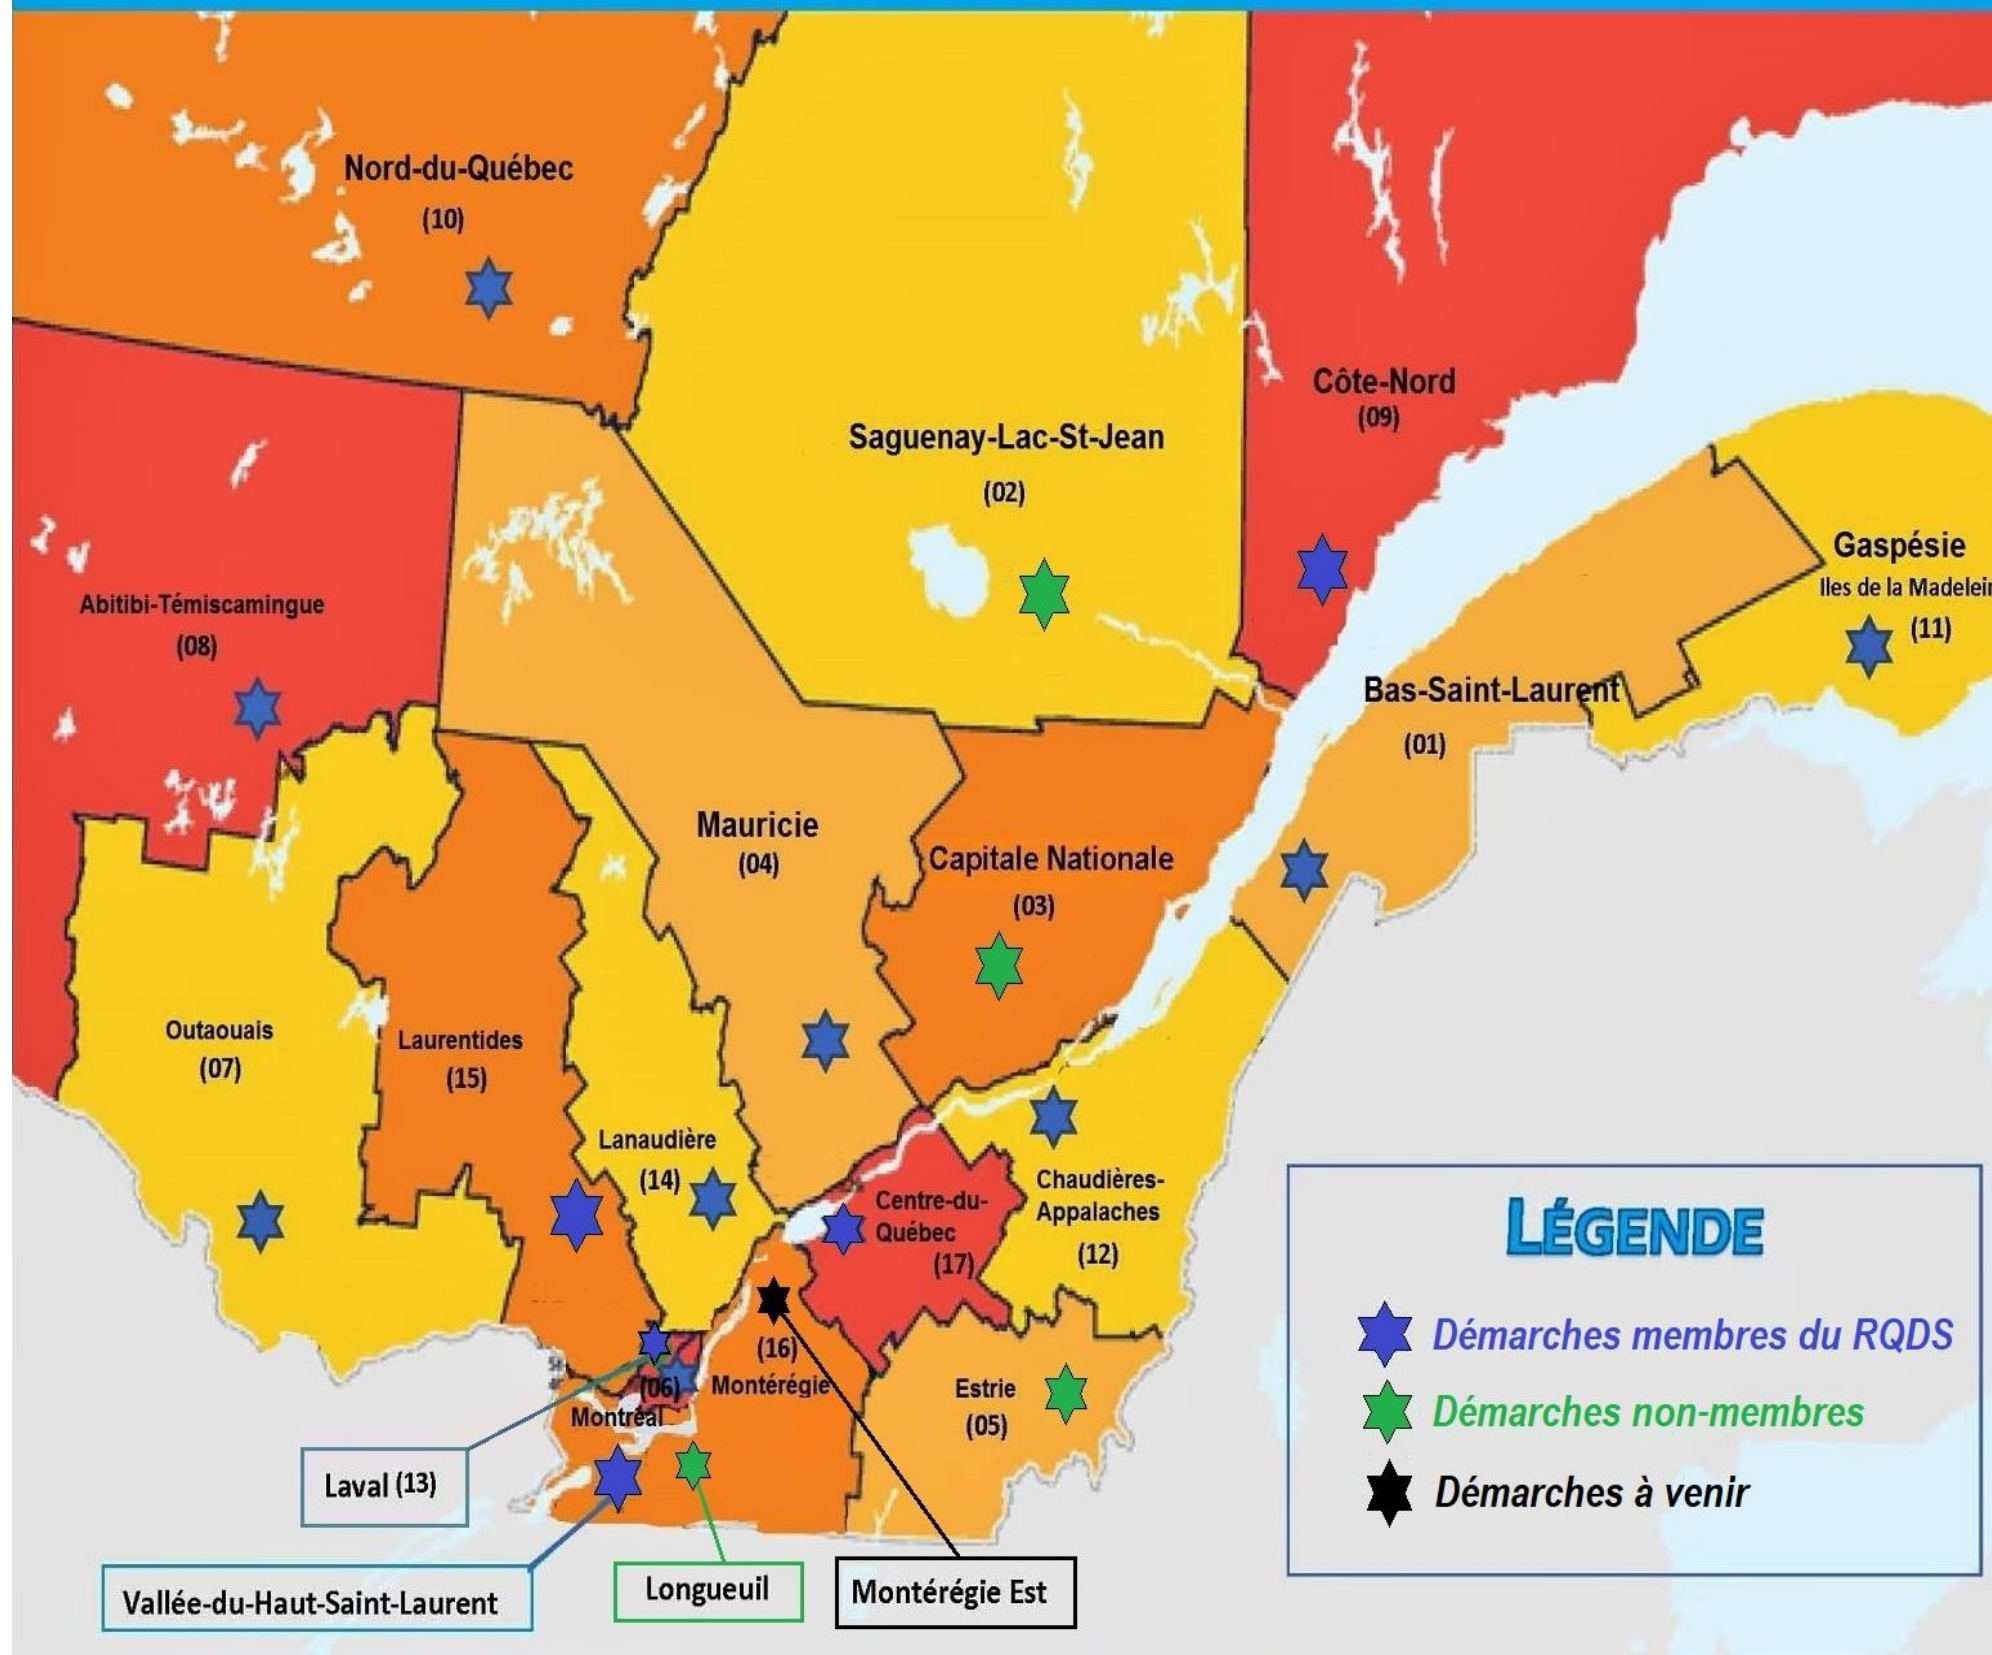 Nord-du-Québec
(10)
Côte-Nord
(09)
Saguenay-Lac-St-Jean
(02)
Gaspésie
Iles de la Madelein
(11)
Abitibi-Témiscamingue
(08)
Bas-Saint-Laurent
(01)
Mauricie
(04)
Capitale Nationale
(03)
Outaouais
(07)
Laurentides
(15)
Lanaudière
(14)
Chaudières-
Appalaches
(12)
Centre-du-
Québec
(17)
(16)
Montérégie
(06)
Montréal
Estrie
(05)
Laval (13)
Vallée-du-Haut-Saint-Laurent
Longueuil
Montérégie Est
LÉGENDE
Démarches membres du RQDS
Démarches non-membres
Démarches à venir